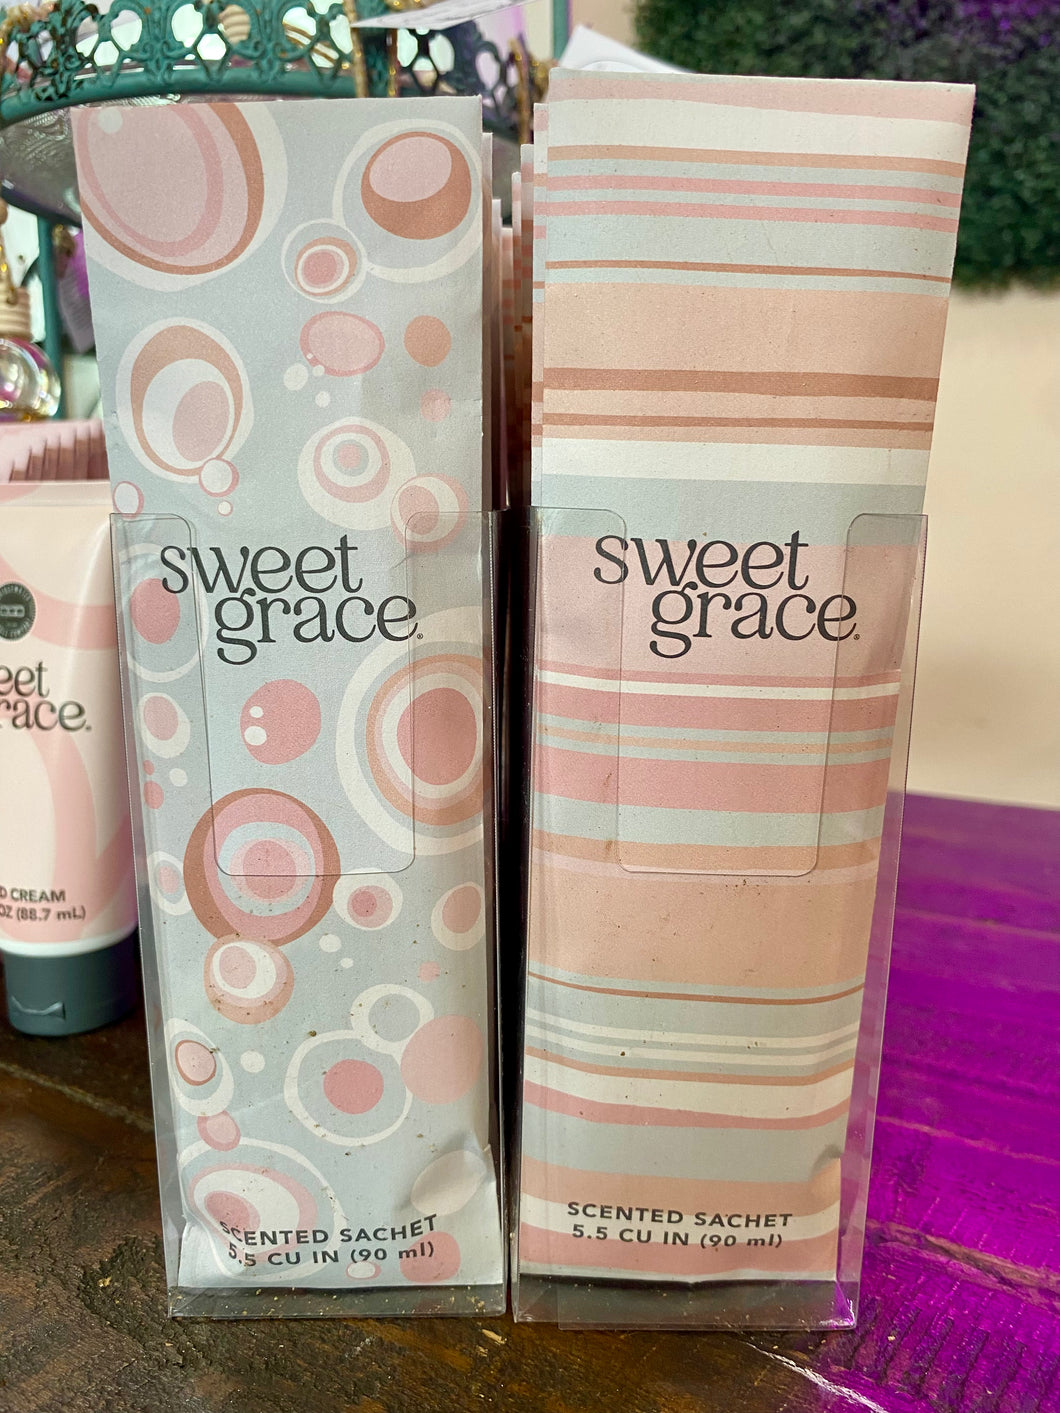 sweet
grace®
SCENTED SACHET
5.5 CU IN (90 ml)
sweet
grace®
SCENTED SACHET
5.5 CU IN (90 ml)
eet
race.
D CREAM
OZ (88.7 mL)